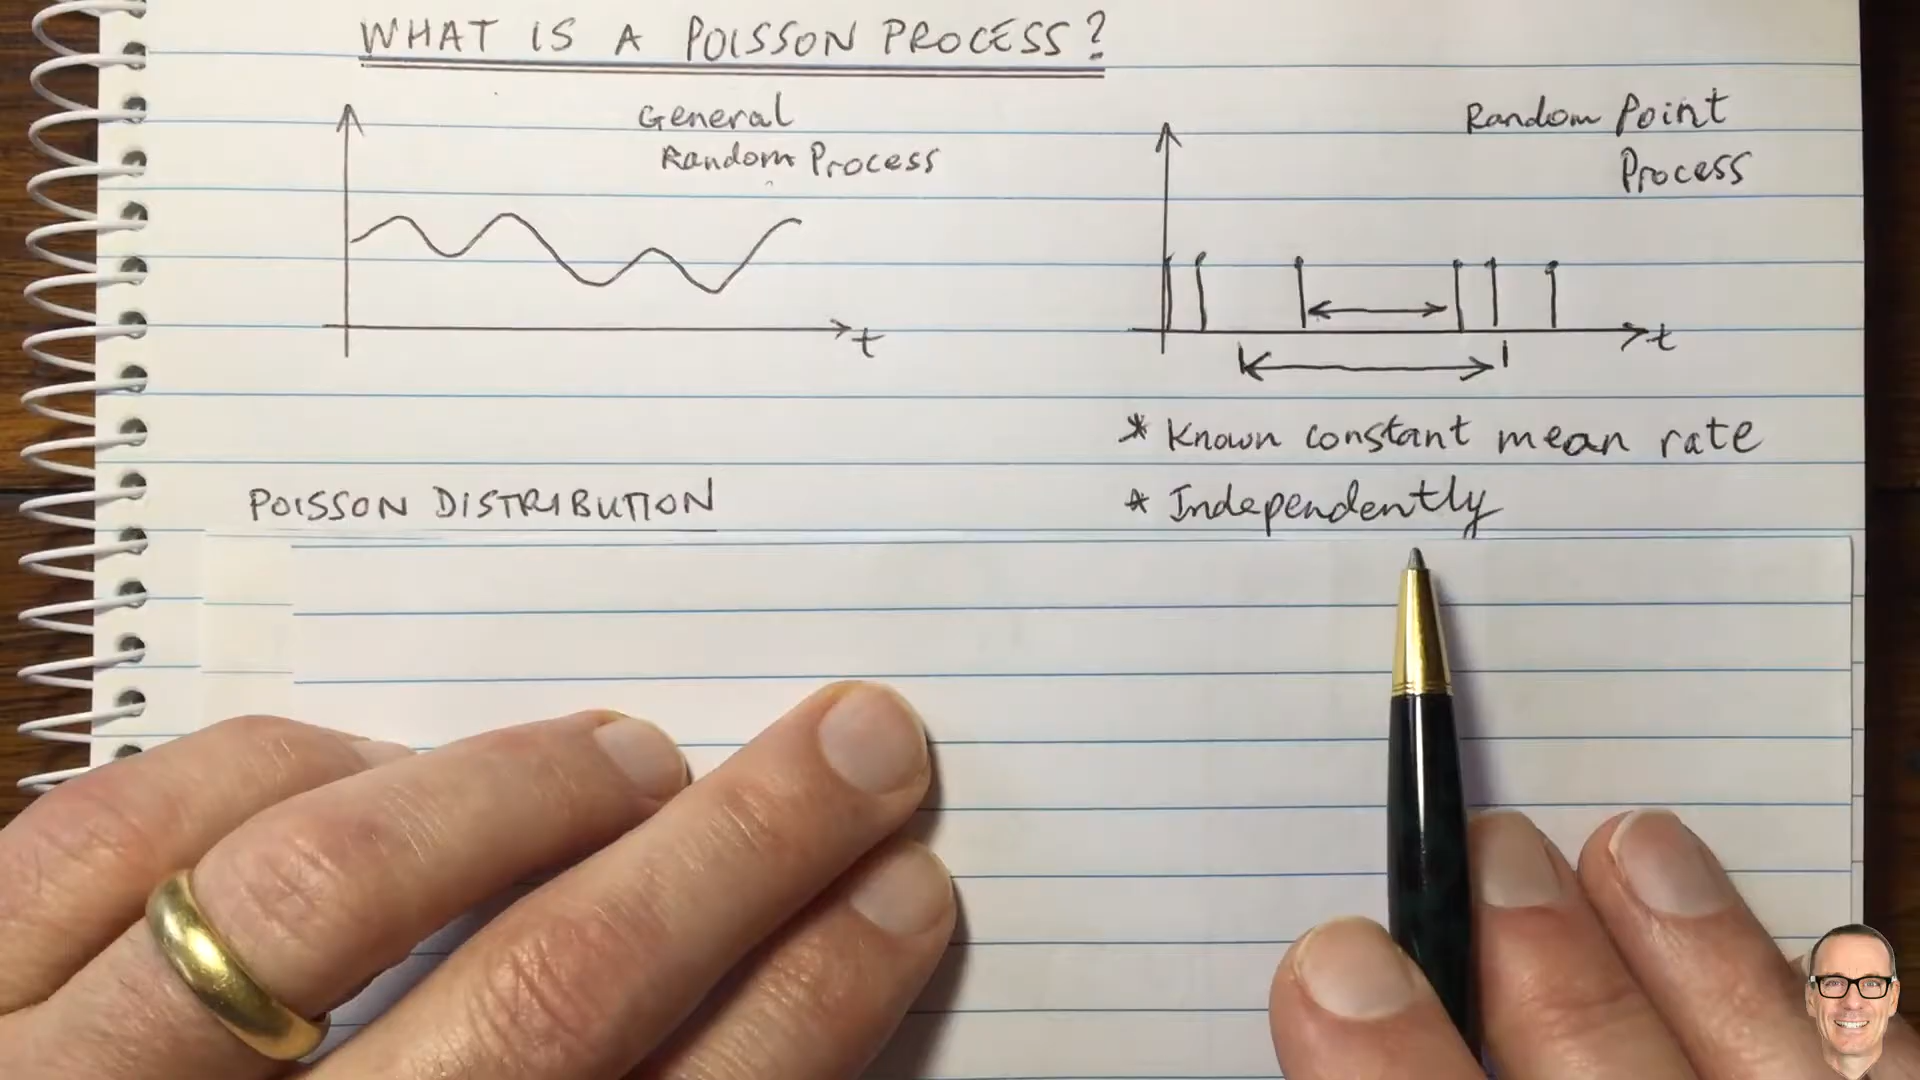 WHAT IS A POISSON PROCESS?
General
Random Process
t
Random Point
Process
t
* Known constant mean rate
* Independently
POISSON DISTRIBUTION